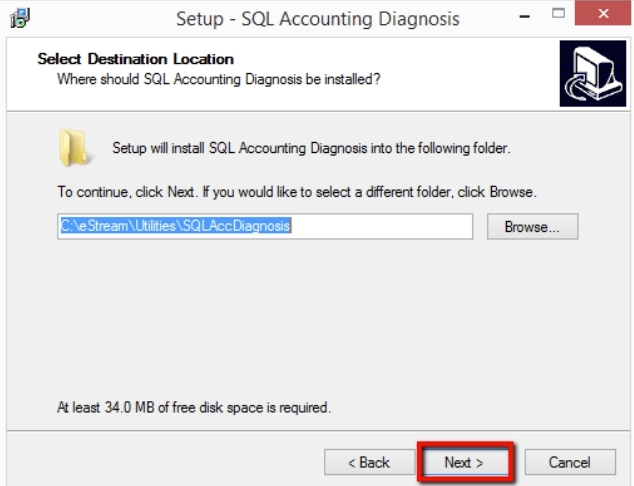 Setup - SQL Accounting Diagnosis
Select Destination Location
Where should SQL Accounting Diagnosis be installed?
Setup will install SQL Accounting Diagnosis into the following folder.
To continue, click Next. If you would like to select a different folder, click Browse.
C:\eStream\Utilities\SQLAccDiagnosis
Browse...
At least 34.0 MB of free disk space is required.
< Back
Next >
Cancel